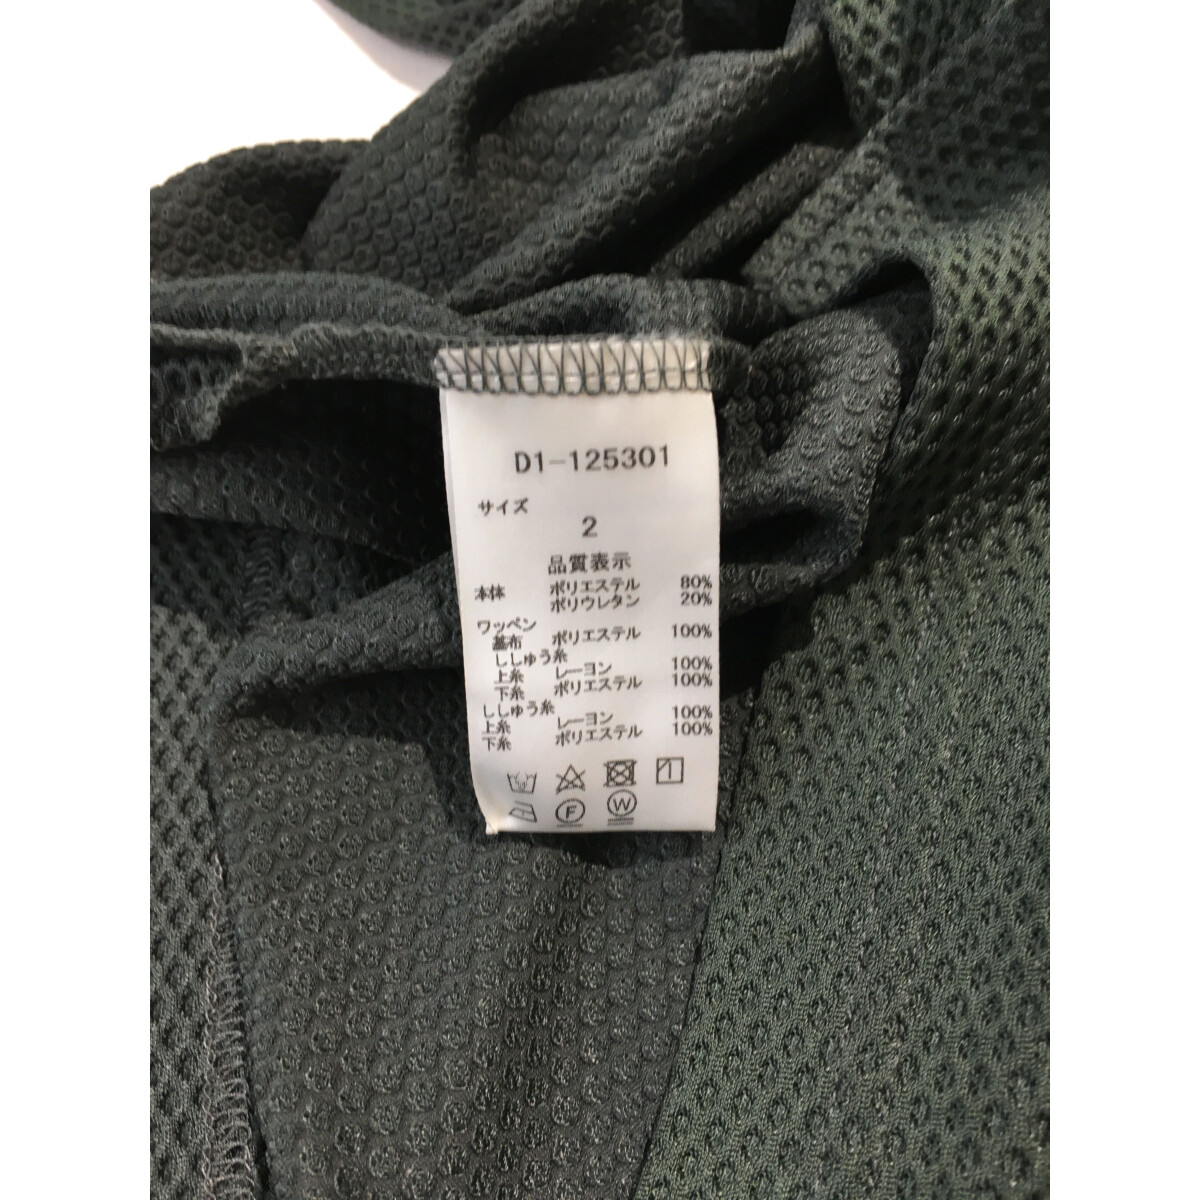 D1-125301
サイズ
2
品質表示
本体 ポリエステル 80%
ポリウレタン 20%
ワッペン
基布 ポリエステル 100%
ししゅう糸
上糸 レーヨン 100%
下糸 ポリエステル 100%
ししゅう糸
上糸 レーヨン 100%
下糸 ポリエステル 100%
F W